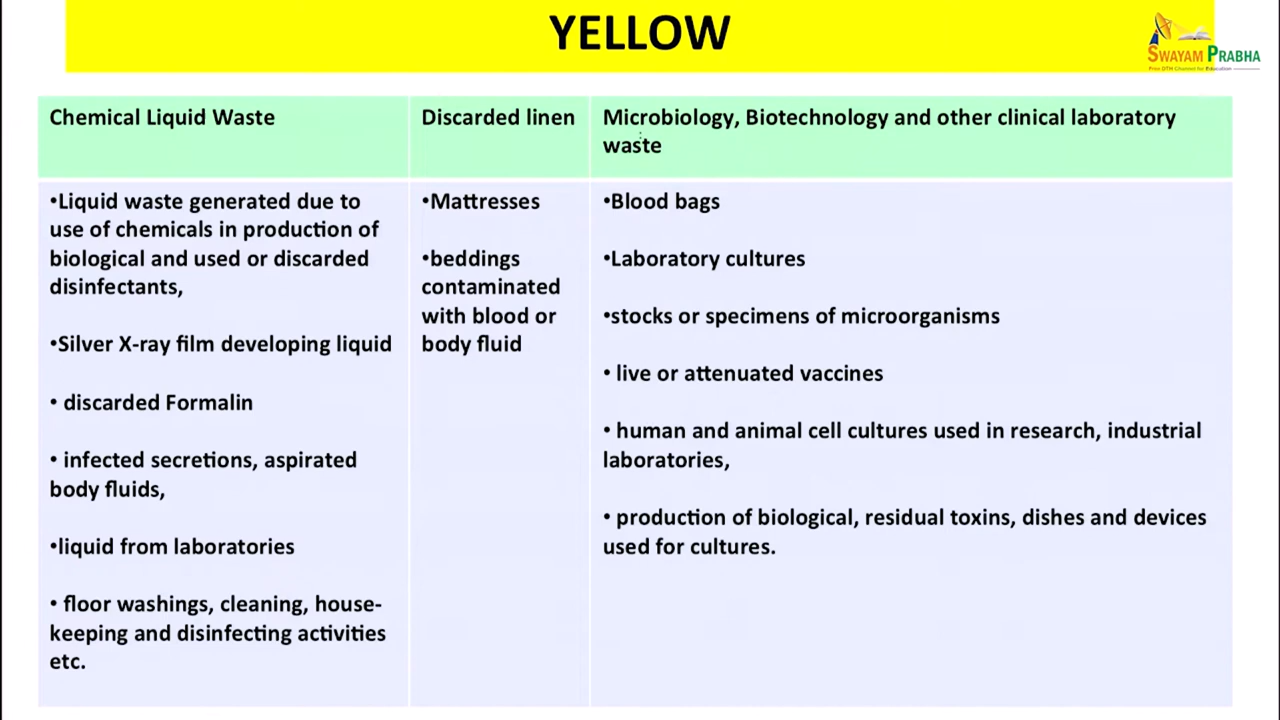 YELLOW
SWAYAM PRABHA
Free DTH Channel for Education
Chemical Liquid Waste
Discarded linen
Microbiology, Biotechnology and other clinical laboratory
waste
•Liquid waste generated due to
use of chemicals in production of
biological and used or discarded
disinfectants,
•Silver X-ray film developing liquid
• discarded Formalin
• infected secretions, aspirated
body fluids,
•liquid from laboratories
• floor washings, cleaning, house-
keeping and disinfecting activities
etc.
•Mattresses
•beddings
contaminated
with blood or
body fluid
•Blood bags
•Laboratory cultures
•stocks or specimens of microorganisms
• live or attenuated vaccines
• human and animal cell cultures used in research, industrial
laboratories,
• production of biological, residual toxins, dishes and devices
used for cultures.